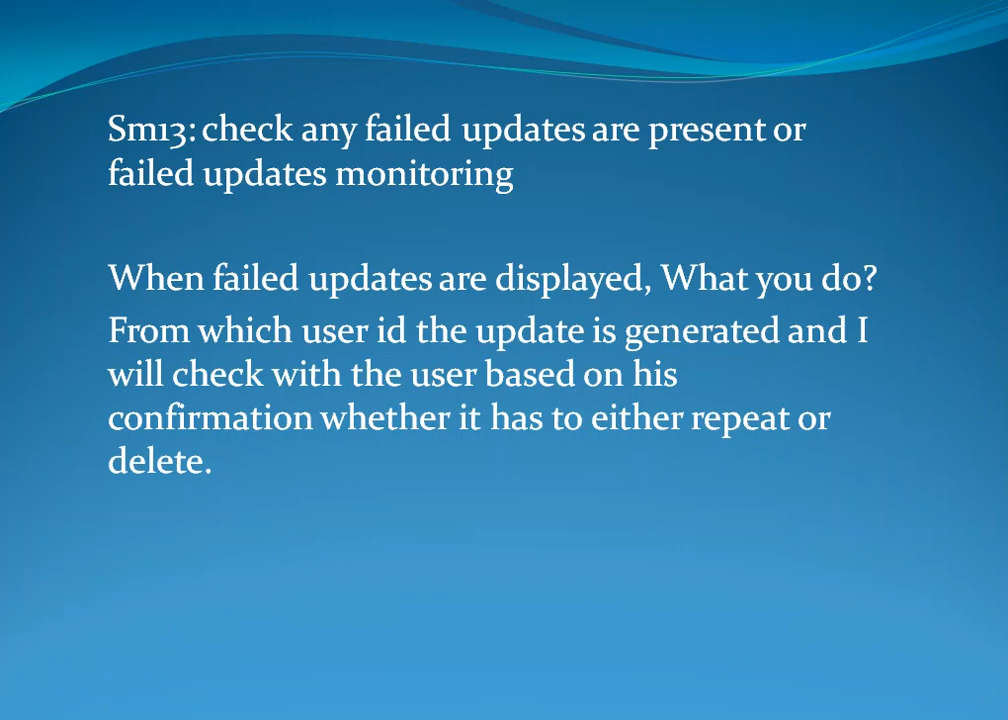 Sm13: check any failed updates are present or
failed updates monitoring
When failed updates are displayed, What you do?
From which user id the update is generated and I
will check with the user based on his
confirmation whether it has to either repeat or
delete.